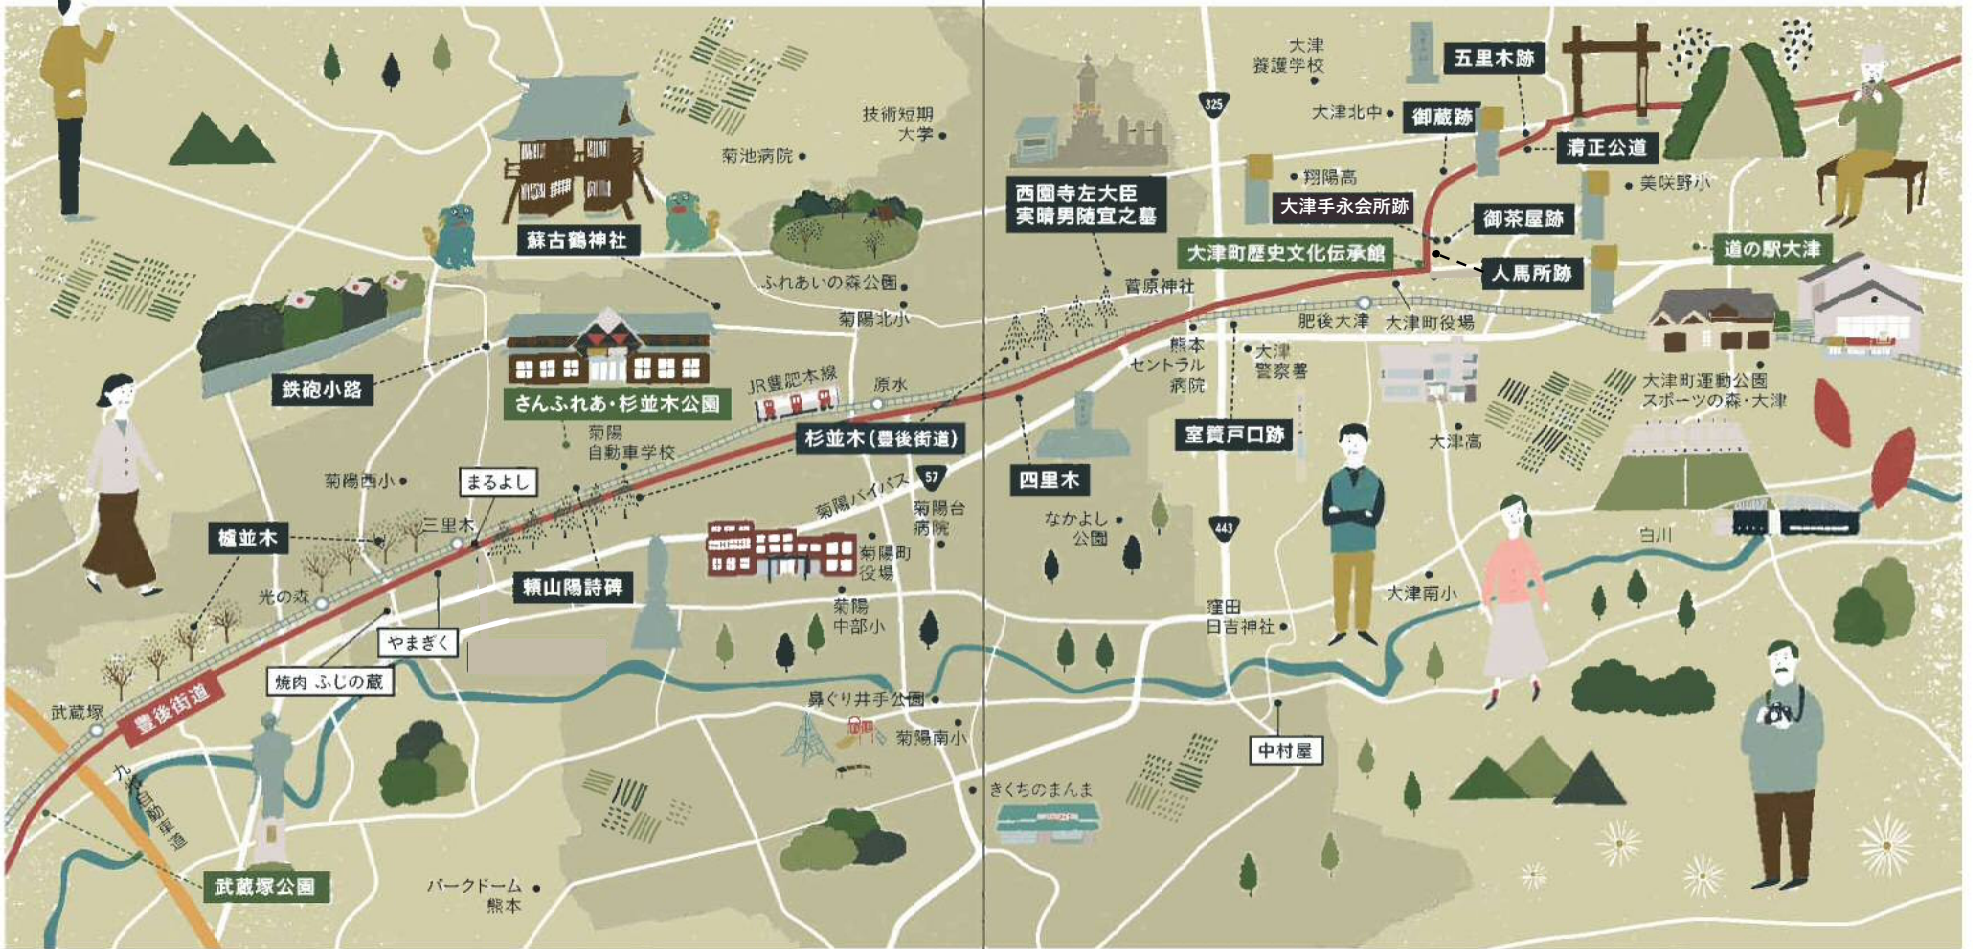 大津
養護学校
五里木跡
325
大津北中
御蔵跡
技術短期
大学
清正公道
菊池病院
翔陽高
美咲野小
西園寺左大臣
実晴男随宜之墓
大津手永会所跡
御茶屋跡
蘇古鶴神社
大津町歴史文化伝承館
道の駅大津
人馬所跡
ふれあいの森公園
菅原神社
菊陽北小
肥後大津
大津町役場
熊本
セントラル
病院
大津
警察署
鉄砲小路
JR豊肥本線
原水
大津町運動公園
スポーツの森・大津
さんふれあ・杉並木公園
菊陽
自動車学校
杉並木(豊後街道)
室簀戸口跡
大津高
菊陽西小
まるよし
57
四里木
菊陽バイパス
菊陽台
病院
なかよし
公園
443
三里木
櫨並木
白川
菊陽町
役場
頼山陽詩碑
光の森
大津南小
菊陽
中部小
窪田
日吉神社
やまぎく
焼肉 ふじの蔵
武蔵塚
豊後街道
鼻ぐり井手公園
菊陽南小
中村屋
九州自動車道
きくちのまんま
武蔵塚公園
パークドーム
熊本